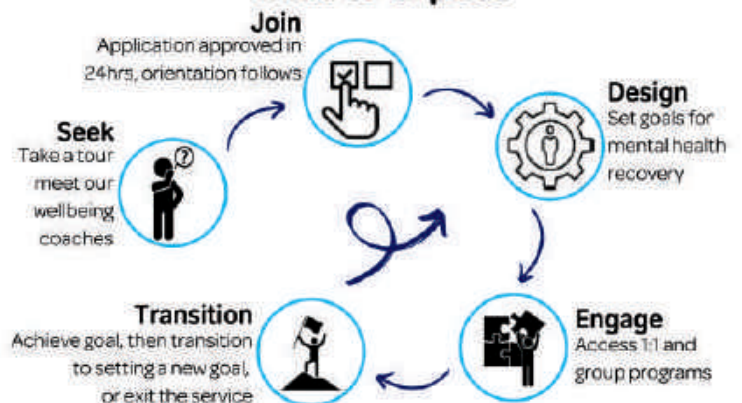 Join
Application approved in
24hrs, orientation follows
Design
Set goals for
mental health
recovery
Seek
Take a tour
meet our
wellbeing
coaches
?
Transition
Achieve goal, then transition
to setting a new goal,
or exit the service
Engage
Access 1:1 and
group programs